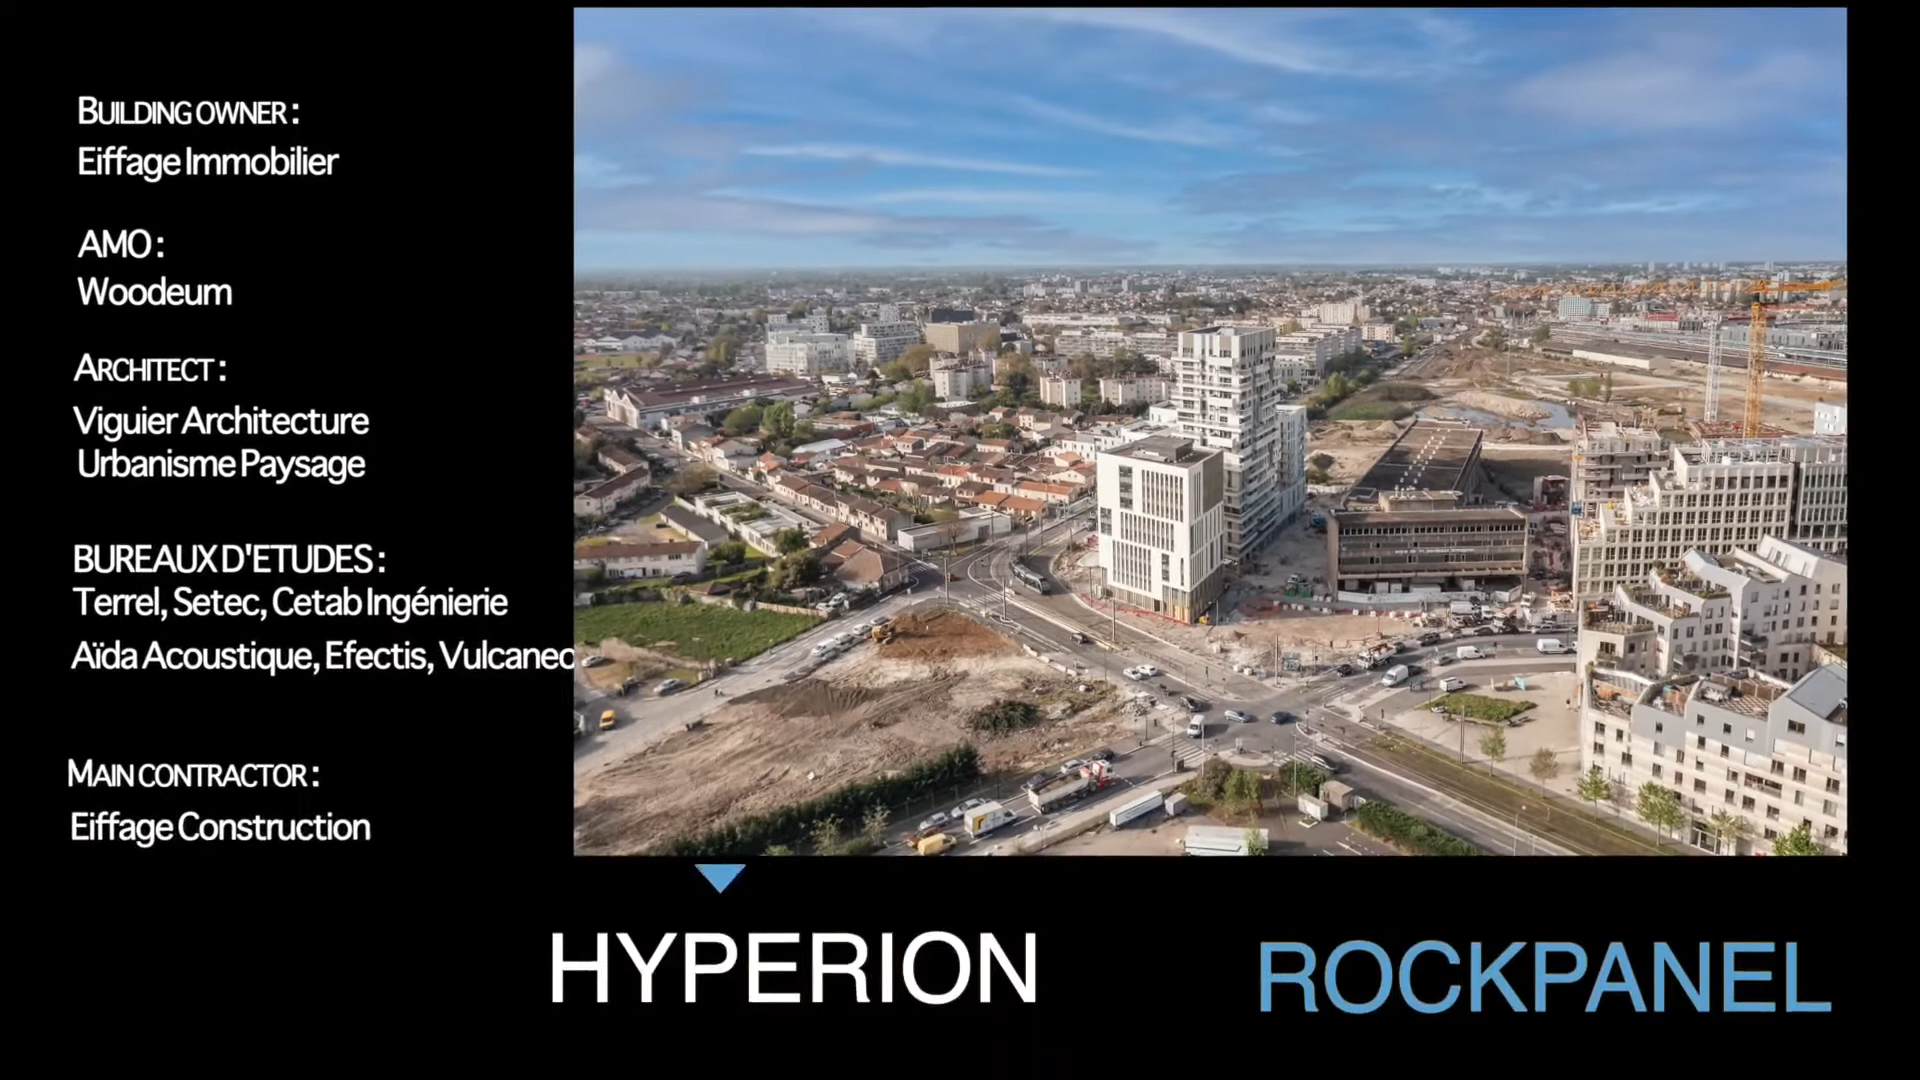 BUILDING OWNER :
Eiffage Immobilier
AMO :
Woodeum
ARCHITECT :
Viguier Architecture
Urbanisme Paysage
BUREAUX D'ETUDES :
Terrel, Setec, Cetab Ingénierie
Aïda Acoustique, Efectis, Vulcaneo
MAIN CONTRACTOR :
Eiffage Construction
HYPERION
ROCKPANEL